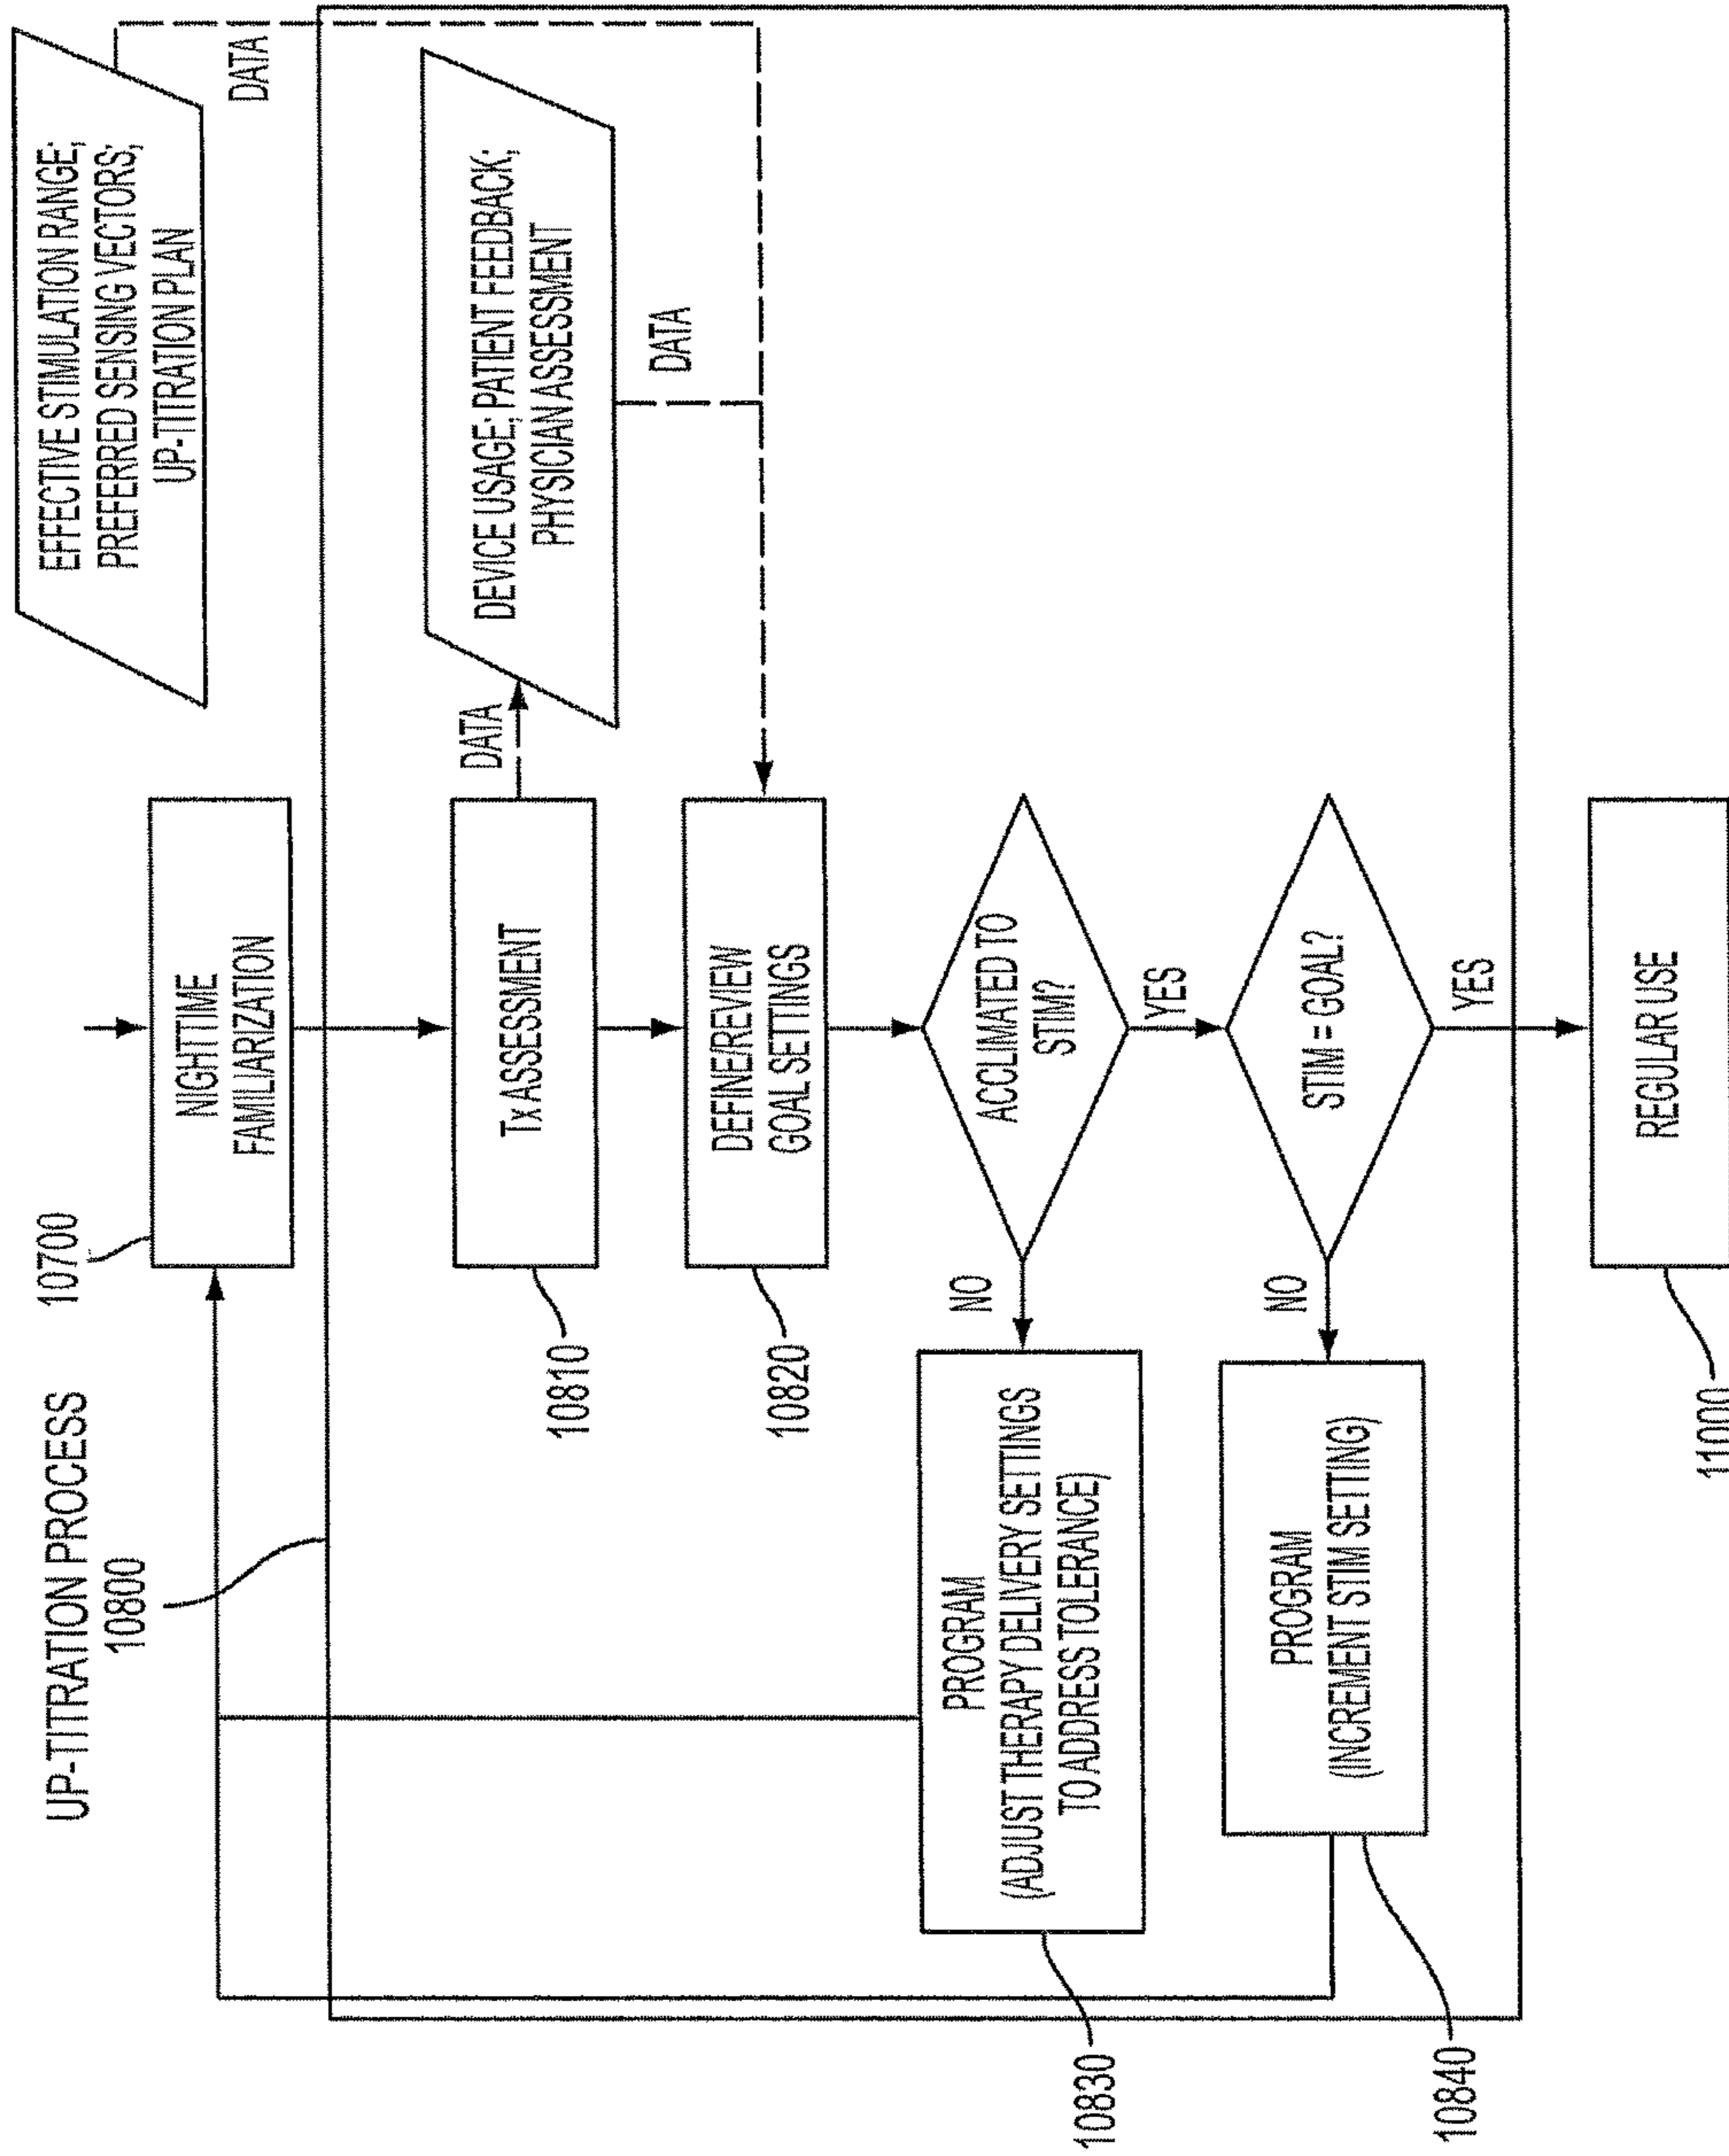 UP-TITRATION PROCESS
10800
10700
NIGHTTIME
FAMILIARIZATION
EFFECTIVE STIMULATION RANGE;
PREFERRED SENSING VECTORS;
UP-TITRATION PLAN
DATA
Tx ASSESSMENT
10810
DATA
DEVICE USAGE; PATIENT FEEDBACK;
PHYSICIAN ASSESSMENT
DATA
DEFINE/REVIEW
GOAL SETTINGS
10820
ACCLIMATED TO
STIM?
NO
YES
PROGRAM
(ADJUST THERAPY DELIVERY SETTINGS
TO ADDRESS TOLERANCE)
10830
STIM = GOAL?
NO
YES
PROGRAM
(INCREMENT STIM SETTING)
10840
REGULAR USE
11000